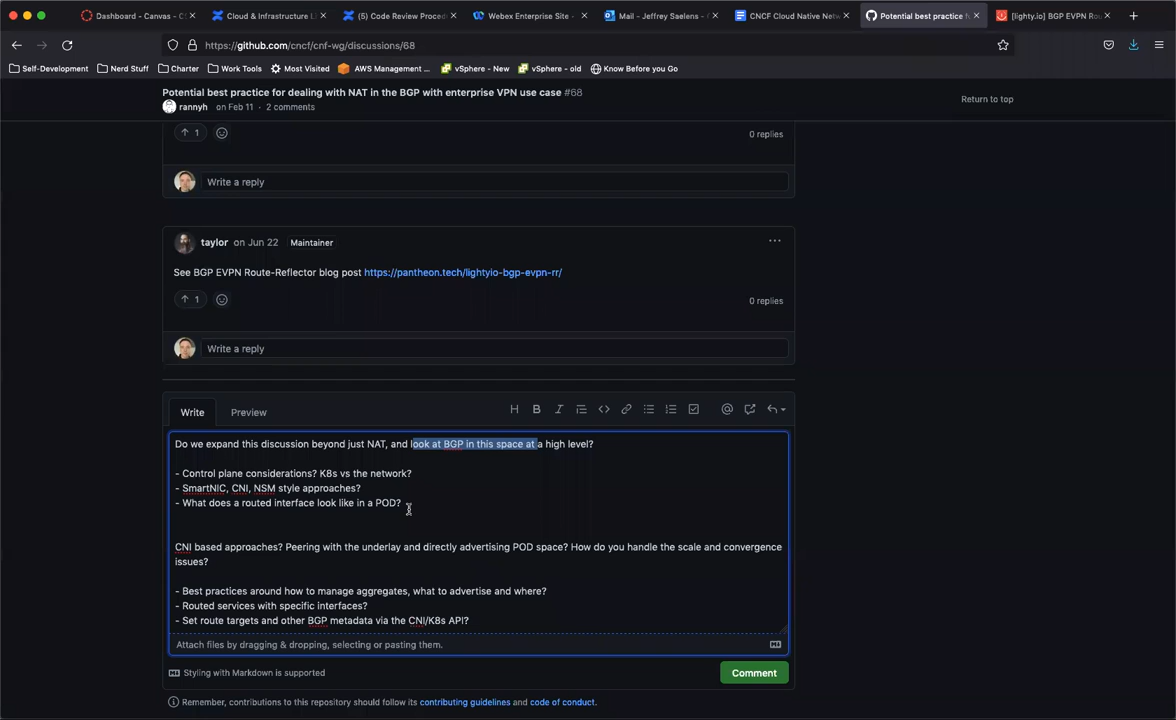 Dashboard - Canvas - C
Cloud & Infrastructure L
(5) Code Review Proced
Webex Enterprise Site -
Mail - Jeffrey Saelens - O
CNCF Cloud Native Netw
Potential best practice f
[lighty.io] BGP EVPN Rou
https://github.com/cncf/cnf-wg/discussions/68
Self-Development
Nerd Stuff
Charter
Work Tools
Most Visited
AWS Management ...
vSphere - New
vSphere - old
Know Before you Go
Potential best practice for dealing with NAT in the BGP with enterprise VPN use case #68
rannyh on Feb 11 · 2 comments
Return to top
↑ 1
0 replies
Write a reply
taylor on Jun 22 Maintainer
See BGP EVPN Route-Reflector blog post https://pantheon.tech/lightyio-bgp-evpn-rr/
↑ 1
0 replies
Write a reply
Write Preview
Do we expand this discussion beyond just NAT, and look at BGP in this space at a high level?
- Control plane considerations? K8s vs the network?
- SmartNIC, CNI, NSM style approaches?
- What does a routed interface look like in a POD?
CNI based approaches? Peering with the underlay and directly advertising POD space? How do you handle the scale and convergence
issues?
- Best practices around how to manage aggregates, what to advertise and where?
- Routed services with specific interfaces?
- Set route targets and other BGP metadata via the CNI/K8s API?
Attach files by dragging & dropping, selecting or pasting them.
Styling with Markdown is supported
Comment
Remember, contributions to this repository should follow its contributing guidelines and code of conduct.